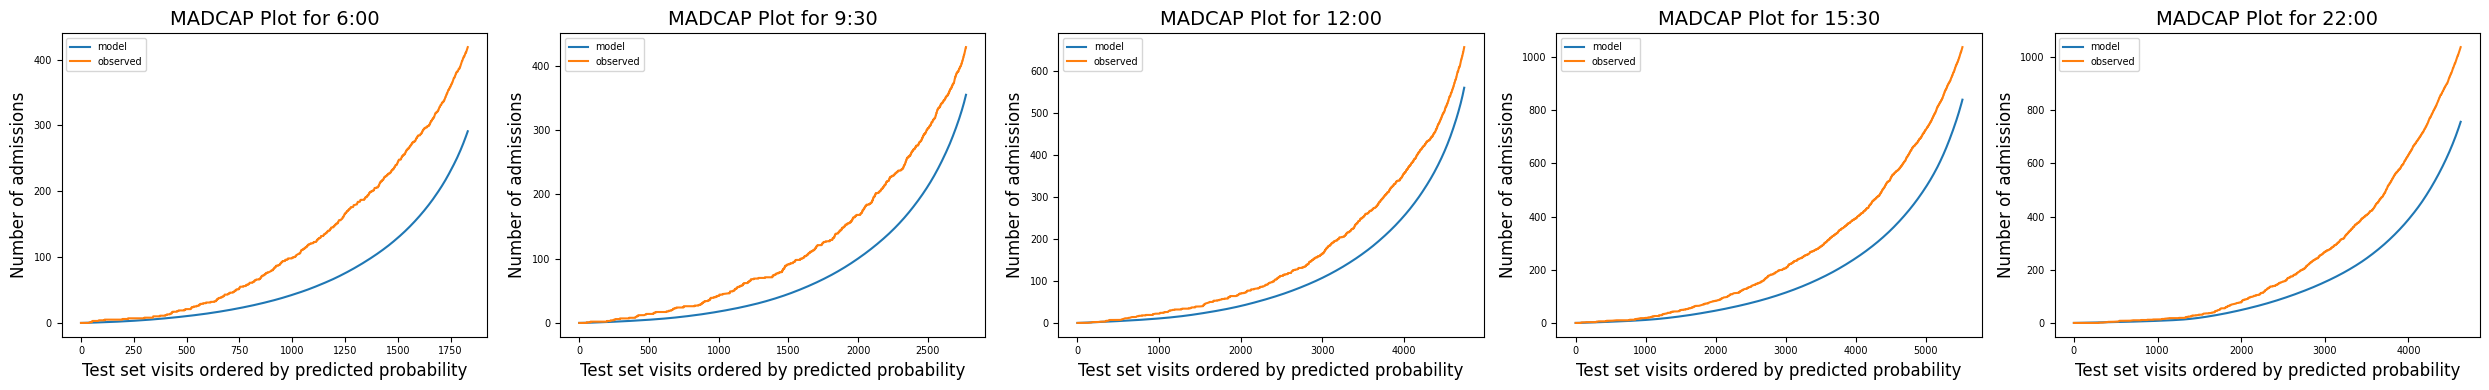 MADCAP Plot for 6:00
model
observed
Number of admissions
400
300
200
100
0
0 250 500 750 1000 1250 1500 1750
Test set visits ordered by predicted probability
MADCAP Plot for 9:30
model
observed
Number of admissions
400
300
200
100
0
0 500 1000 1500 2000 2500
Test set visits ordered by predicted probability
MADCAP Plot for 12:00
model
observed
Number of admissions
600
500
400
300
200
100
0
0 1000 2000 3000 4000
Test set visits ordered by predicted probability
MADCAP Plot for 15:30
model
observed
Number of admissions
1000
800
600
400
200
0
0 1000 2000 3000 4000 5000
Test set visits ordered by predicted probability
MADCAP Plot for 22:00
model
observed
Number of admissions
1000
800
600
400
200
0
0 1000 2000 3000 4000
Test set visits ordered by predicted probability